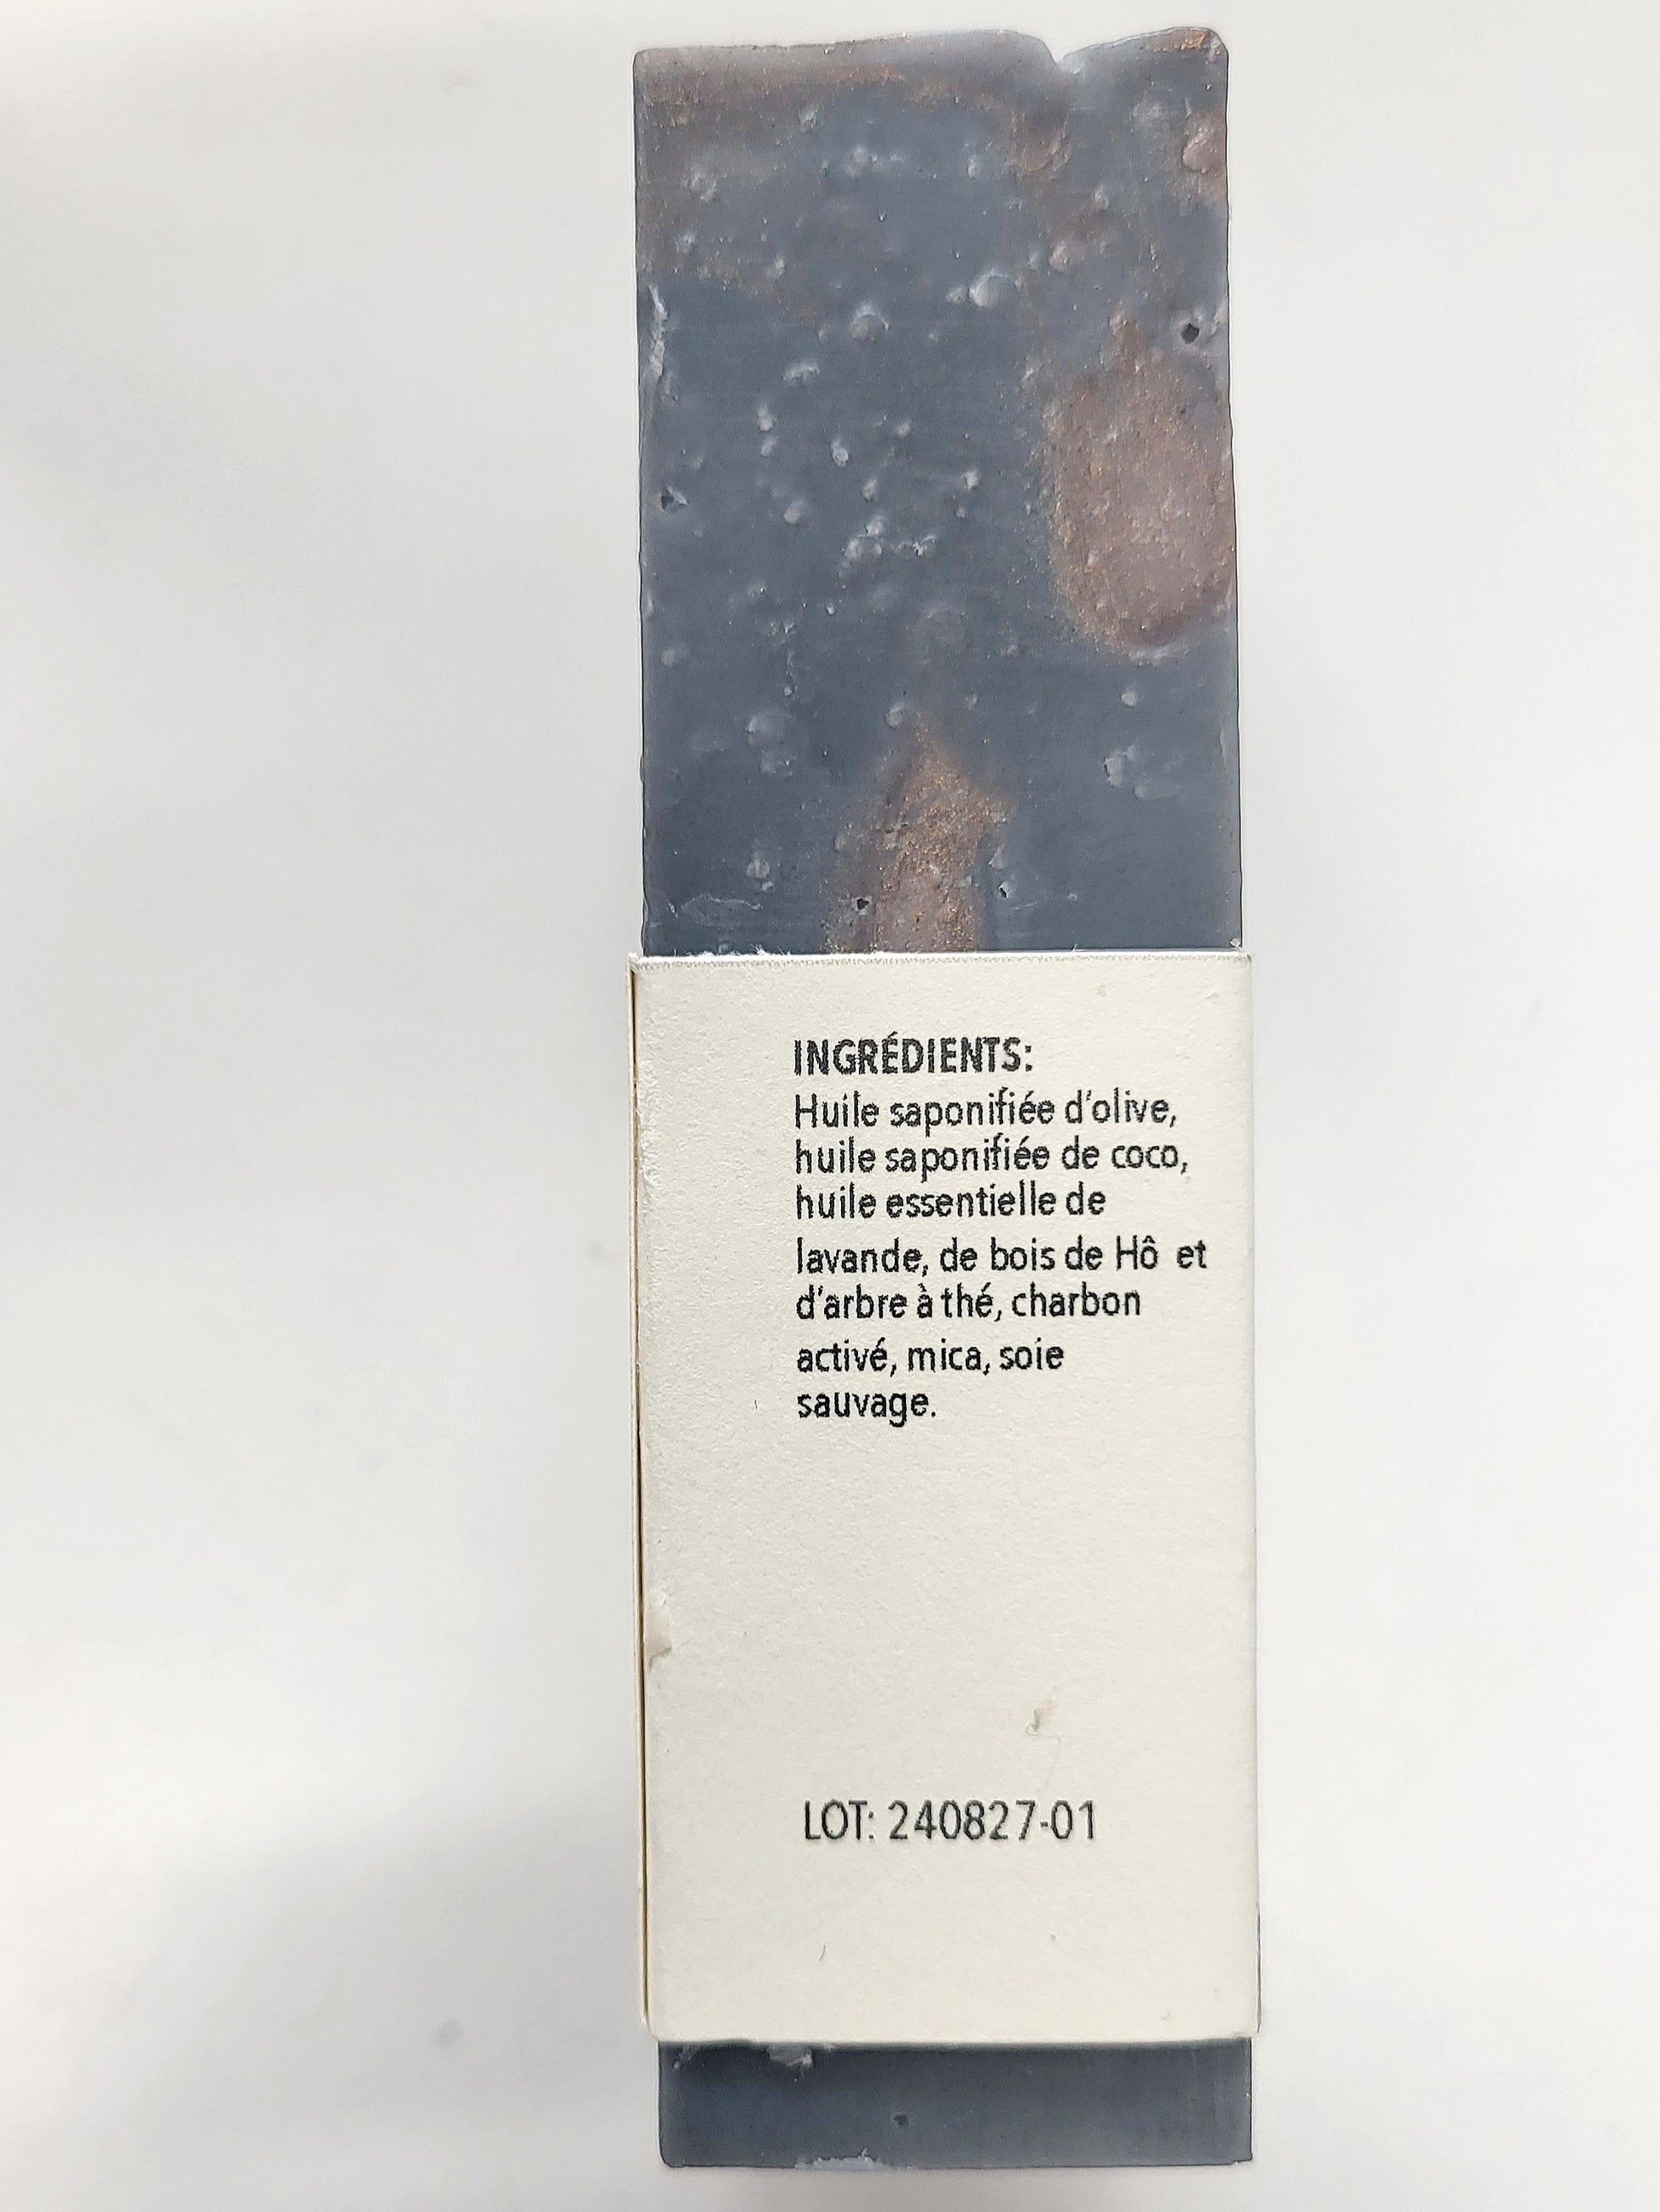 INGRÉDIENTS:
Huile saponifiée d'olive,
huile saponifiée de coco,
huile essentielle de
lavande, de bois de Hô et
d'arbre à thé, charbon
activé, mica, soie
sauvage.
LOT: 240827-01